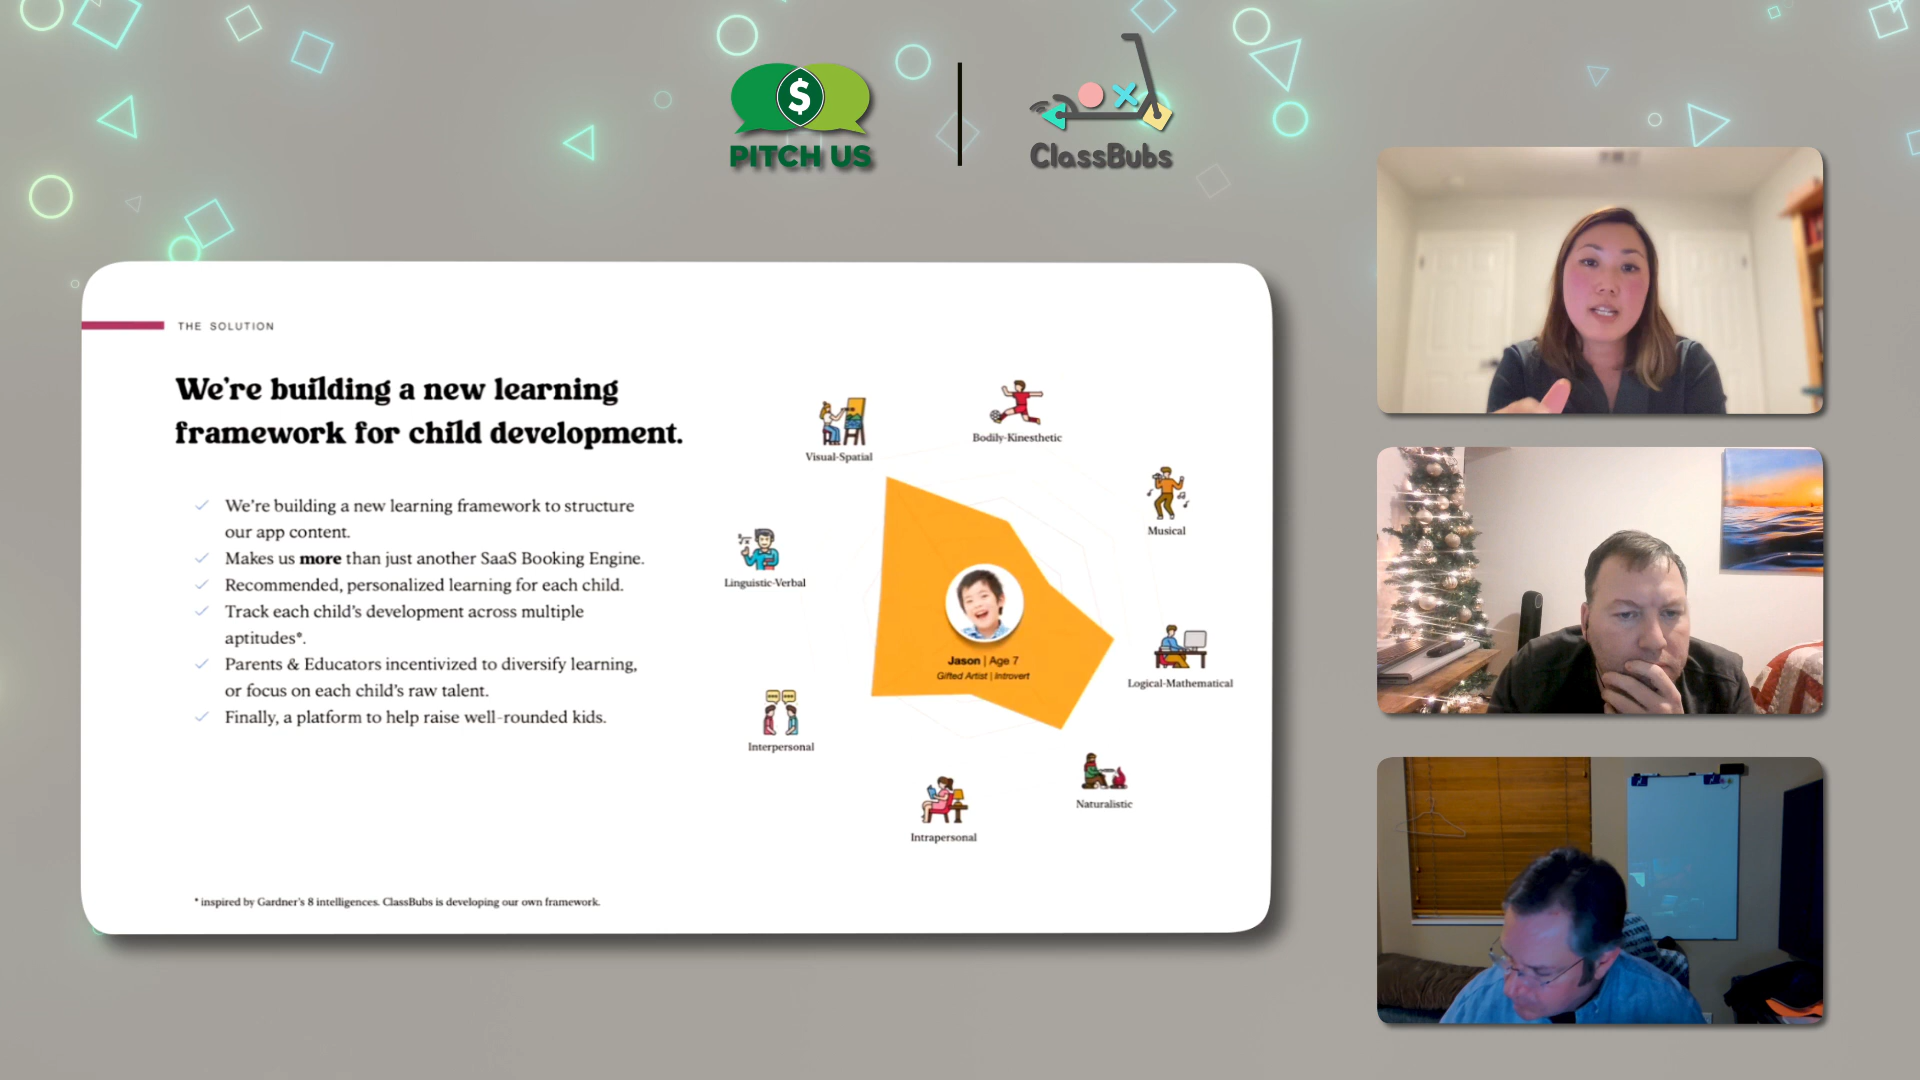 $
PITCH US
ClassBubs
THE SOLUTION
We're building a new learning
framework for child development.
We're building a new learning framework to structure
our app content.
Makes us more than just another SaaS Booking Engine.
Recommended, personalized learning for each child.
Track each child's development across multiple
aptitudes*.
Parents & Educators incentivized to diversify learning,
or focus on each child's raw talent.
Finally, a platform to help raise well-rounded kids.
* inspired by Gardner's 8 intelligences. ClassBubs is developing our own framework.
Visual-Spatial
Bodily-Kinesthetic
Musical
Linguistic-Verbal
Jason | Age 7
Gifted Artist | Introvert
Logical-Mathematical
Interpersonal
Naturalistic
Intrapersonal